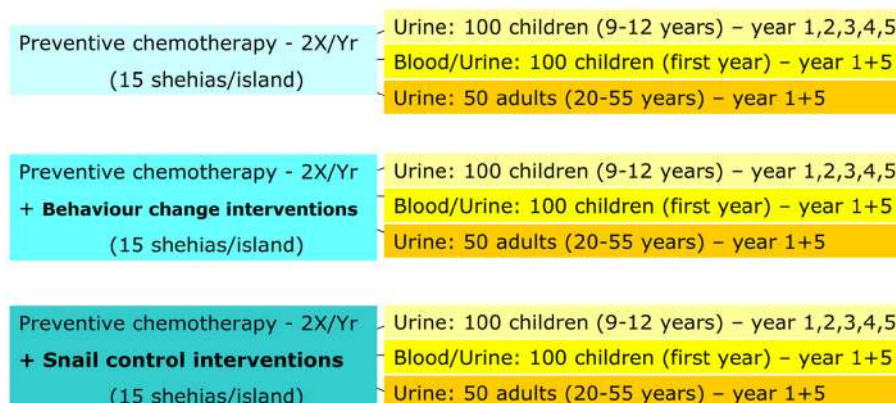 Preventive chemotherapy - 2X/Yr
(15 shehias/island)
Urine: 100 children (9-12 years) – year 1,2,3,4,5
Blood/Urine: 100 children (first year) – year 1+5
Urine: 50 adults (20-55 years) – year 1+5
Preventive chemotherapy - 2X/Yr
+ Behaviour change interventions
(15 shehias/island)
Urine: 100 children (9-12 years) – year 1,2,3,4,5
Blood/Urine: 100 children (first year) – year 1+5
Urine: 50 adults (20-55 years) – year 1+5
Preventive chemotherapy - 2X/Yr
+ Snail control interventions
(15 shehias/island)
Urine: 100 children (9-12 years) – year 1,2,3,4,5
Blood/Urine: 100 children (first year) – year 1+5
Urine: 50 adults (20-55 years) – year 1+5